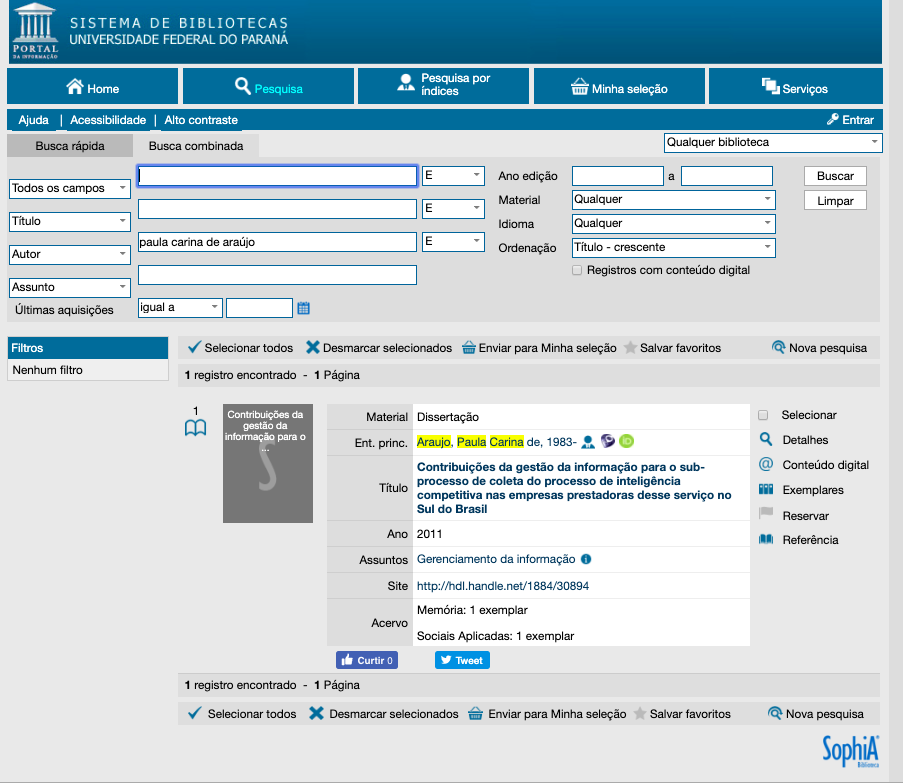 SISTEMA DE BIBLIOTECAS
UNIVERSIDADE FEDERAL DO PARANÁ
PORTAL
DA INFORMAÇÃO
Home
Pesquisa
Pesquisa por
índices
Minha seleção
Serviços
Ajuda | Acessibilidade | Alto contraste
Entrar
Busca rápida
Busca combinada
Qualquer biblioteca
Todos os campos
E
Ano edição
a
Buscar
Título
E
Material
Qualquer
Limpar
Idioma
Qualquer
Autor
paula carina de araújo
E
Ordenação
Título - crescente
Registros com conteúdo digital
Assunto
Últimas aquisições
igual a
Filtros
Nenhum filtro
Selecionar todos
Desmarcar selecionados
Enviar para Minha seleção
Salvar favoritos
Nova pesquisa
1 registro encontrado - 1 Página
1
Contribuições da
gestão da
informação para o
...
S
Material
Dissertação
Ent. princ.
Araujo, Paula Carina de, 1983-
iD
Título
Contribuições da gestão da informação para o sub-
processo de coleta do processo de inteligência
competitiva nas empresas prestadoras desse serviço no
Sul do Brasil
Ano
2011
Assuntos
Gerenciamento da informação
Site
http://hdl.handle.net/1884/30894
Acervo
Memória: 1 exemplar
Sociais Aplicadas: 1 exemplar
Selecionar
Detalhes
Conteúdo digital
Exemplares
Reservar
Referência
Curtir 0
Tweet
1 registro encontrado - 1 Página
Selecionar todos
Desmarcar selecionados
Enviar para Minha seleção
Salvar favoritos
Nova pesquisa
SophiA
Biblioteca